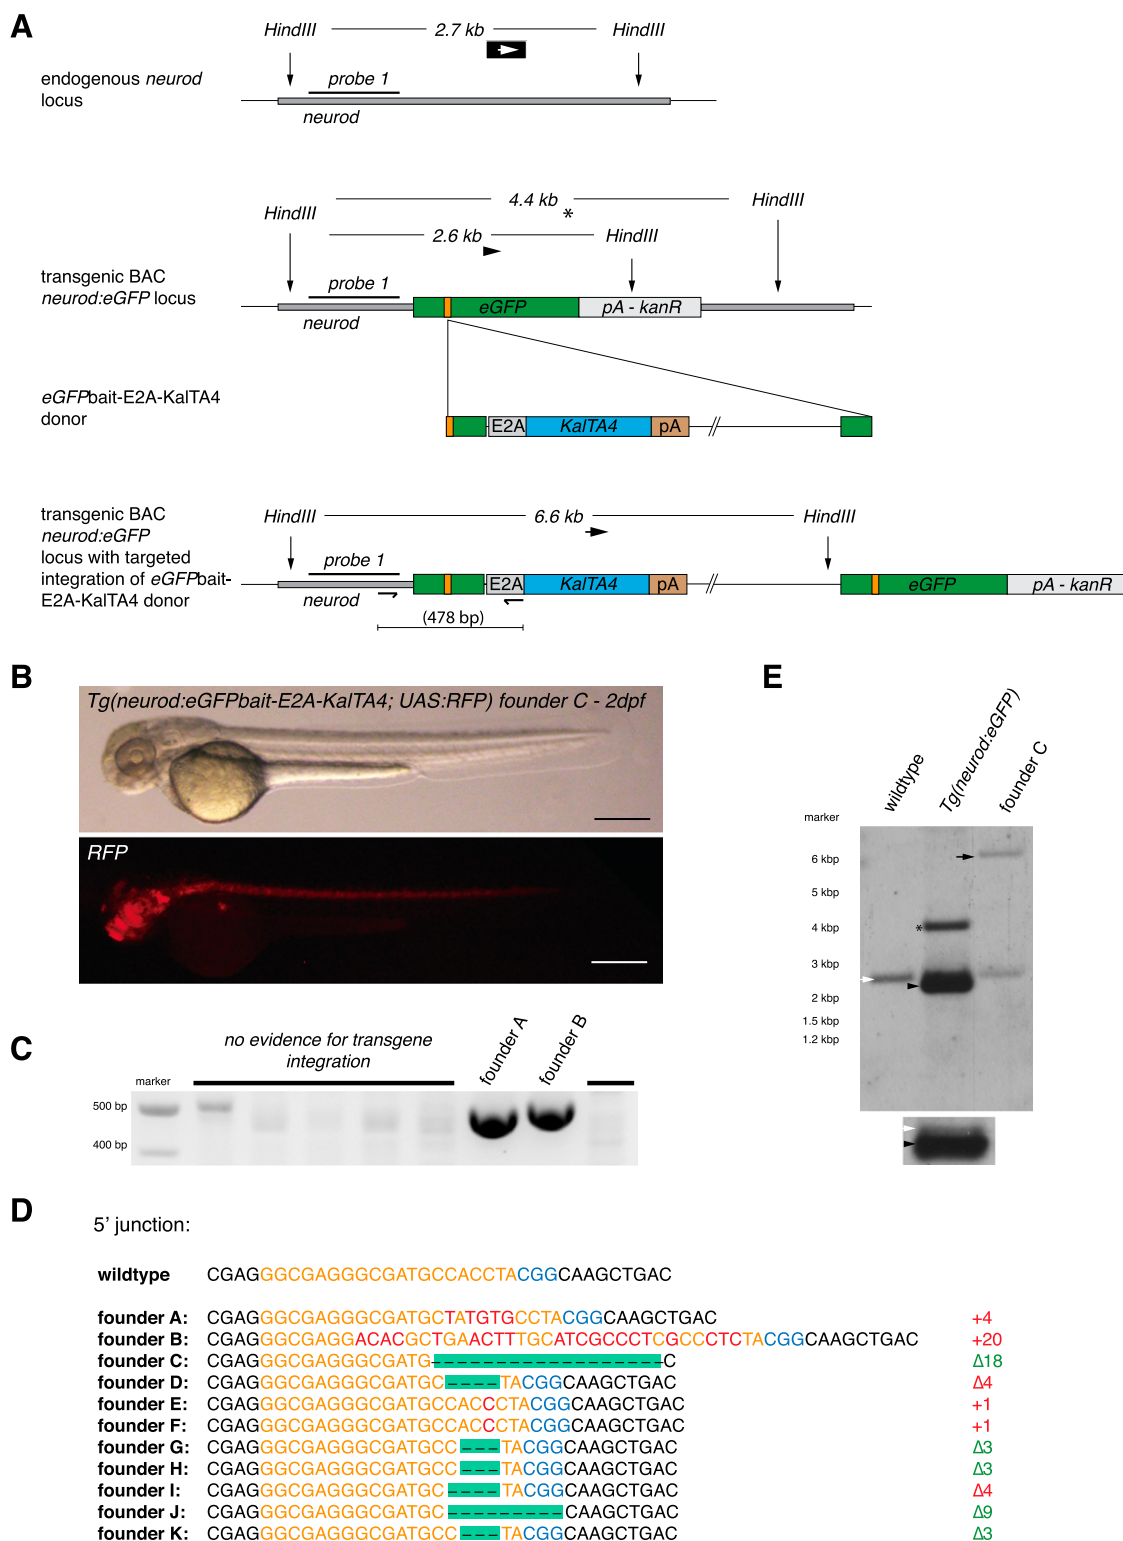 A
HindIII 2.7 kb HindIII
endogenous neurod
locus
probe 1
neurod
4.4 kb
*
HindIII
HindIII
2.6 kb HindIII
transgenic BAC
neurod:eGFP locus
probe 1
neurod
eGFP pA - kanR
eGFPbait-E2A-KalTA4
donor
E2A KalTA4 pA //
transgenic BAC
neurod:eGFP
locus with targeted
integration of eGFPbait-
E2A-KalTA4 donor
HindIII 6.6 kb HindIII
probe 1
neurod
E2A KalTA4 pA // eGFP pA - kanR
(478 bp)
B
Tg(neurod:eGFPbait-E2A-KalTA4; UAS:RFP) founder C - 2dpf
RFP
C
no evidence for transgene
integration
founder A
founder B
marker
500 bp
400 bp
E
wildtype
Tg(neurod:eGFP)
founder C
marker
6 kbp
5 kbp
4 kbp
*
3 kbp
2 kbp
1.5 kbp
1.2 kbp
D
5’ junction:
wildtype CGAGGGCGAGGGCGATGCCACCTACGGCAAGCTGAC
founder A: CGAGGGCGAGGGCGATGCTATGTGCCTACGGCAAGCTGAC +4
founder B: CGAGGGCGAGGACACGCTGAACTTTGCATCGCCCTCGCCCTCTACGGCAAGCTGAC +20
founder C: CGAGGGCGAGGGCGATG------------------C Δ18
founder D: CGAGGGCGAGGGCGATGC----TACGGCAAGCTGAC Δ4
founder E: CGAGGGCGAGGGCGATGCCACCCTACGGCAAGCTGAC +1
founder F: CGAGGGCGAGGGCGATGCCACCCTACGGCAAGCTGAC +1
founder G: CGAGGGCGAGGGCGATGCC---TACGGCAAGCTGAC Δ3
founder H: CGAGGGCGAGGGCGATGCC---TACGGCAAGCTGAC Δ3
founder I: CGAGGGCGAGGGCGATGC----TACGGCAAGCTGAC Δ4
founder J: CGAGGGCGAGGGCGATGC---------CAAGCTGAC Δ9
founder K: CGAGGGCGAGGGCGATGCC---TACGGCAAGCTGAC Δ3